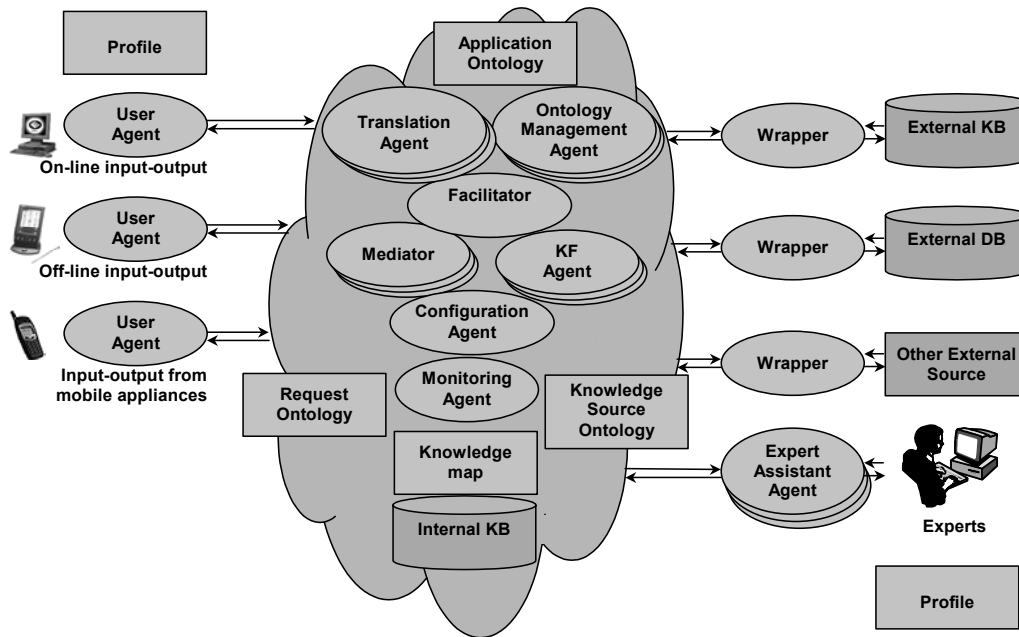 Profile
User
Agent
On-line input-output
User
Agent
Off-line input-output
User
Agent
Input-output from
mobile appliances
Application
Ontology
Translation
Agent
Ontology
Management
Agent
Facilitator
Mediator
KF
Agent
Configuration
Agent
Monitoring
Agent
Request
Ontology
Knowledge
Source
Ontology
Knowledge
map
Internal KB
Wrapper
External KB
Wrapper
External DB
Wrapper
Other External
Source
Expert
Assistant
Agent
Experts
Profile